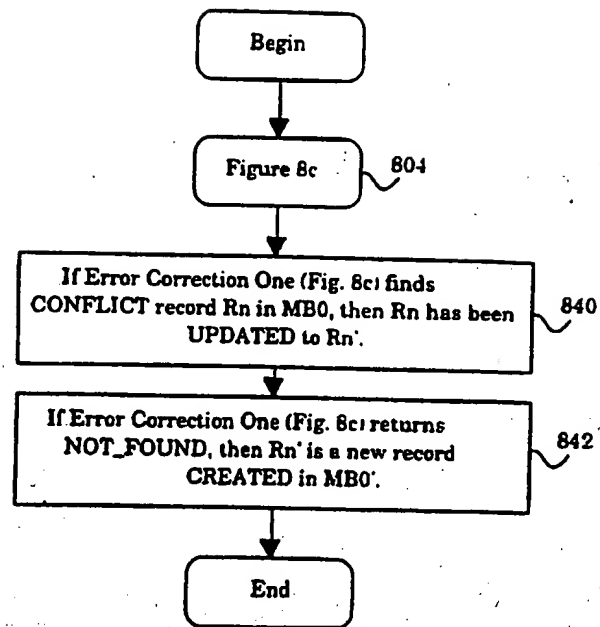 Begin
Figure 8c
804
If Error Correction One (Fig. 8c) finds
CONFLICT record Rn in MB0, then Rn has been
UPDATED to Rn'.
840
If Error Correction One (Fig. 8c) returns
NOT_FOUND, then Rn' is a new record
CREATED in MB0'.
842
End